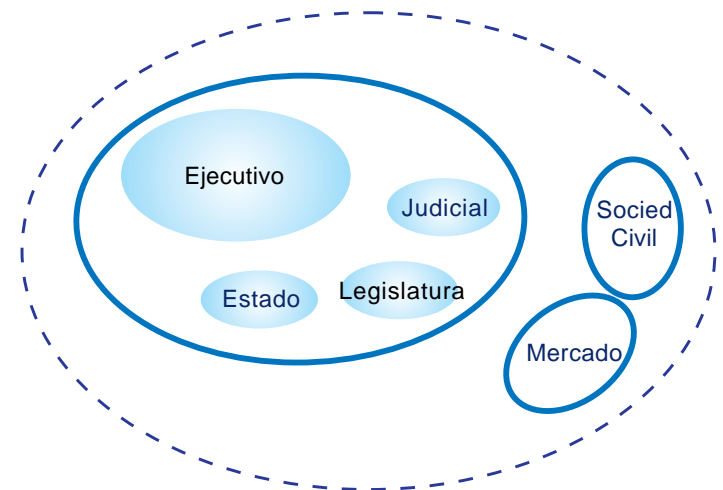 Ejecutivo
Judicial
Socied
Civil
Estado
Legislatura
Mercado